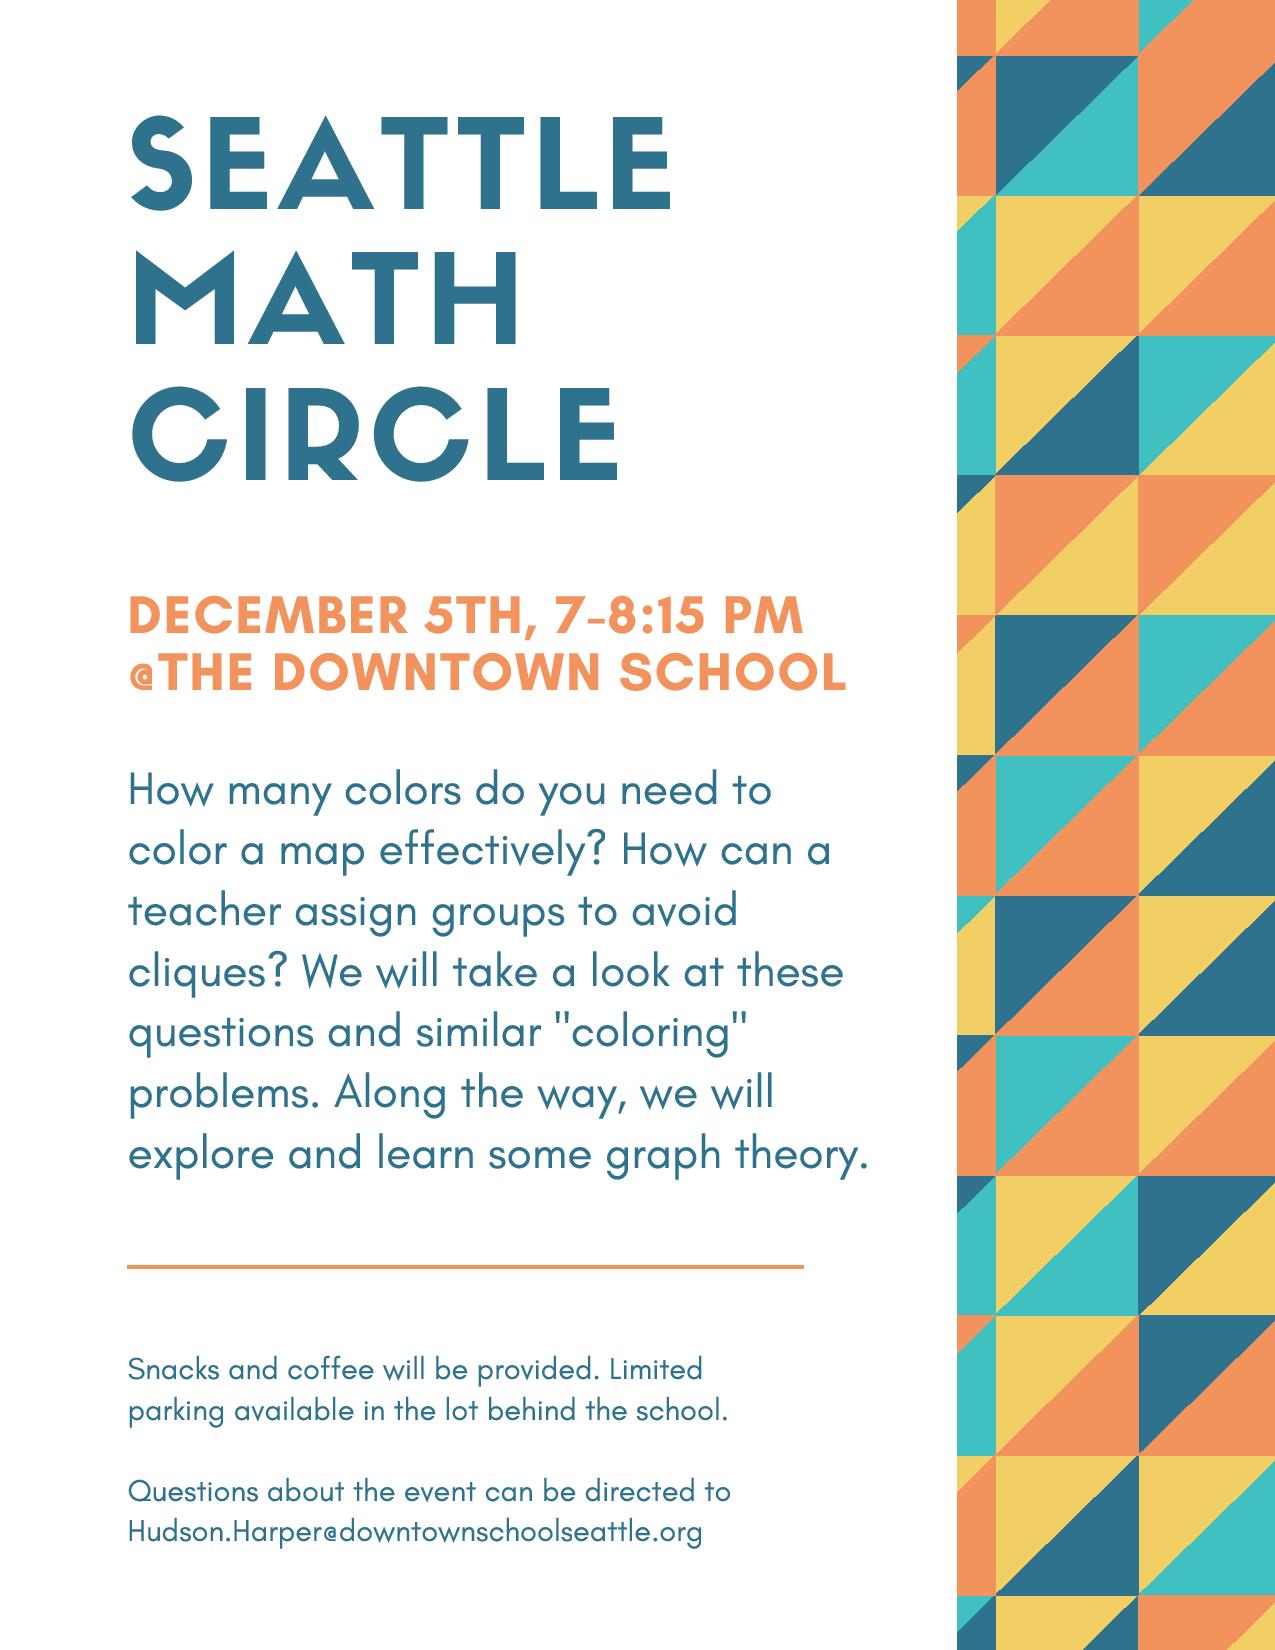 SEATTLE
MATH
CIRCLE
DECEMBER 5TH, 7-8:15 PM
@THE DOWNTOWN SCHOOL
How many colors do you need to
color a map effectively? How can a
teacher assign groups to avoid
cliques? We will take a look at these
questions and similar "coloring"
problems. Along the way, we will
explore and learn some graph theory.
Snacks and coffee will be provided. Limited
parking available in the lot behind the school.
Questions about the event can be directed to
Hudson.Harper@downtownschoolseattle.org